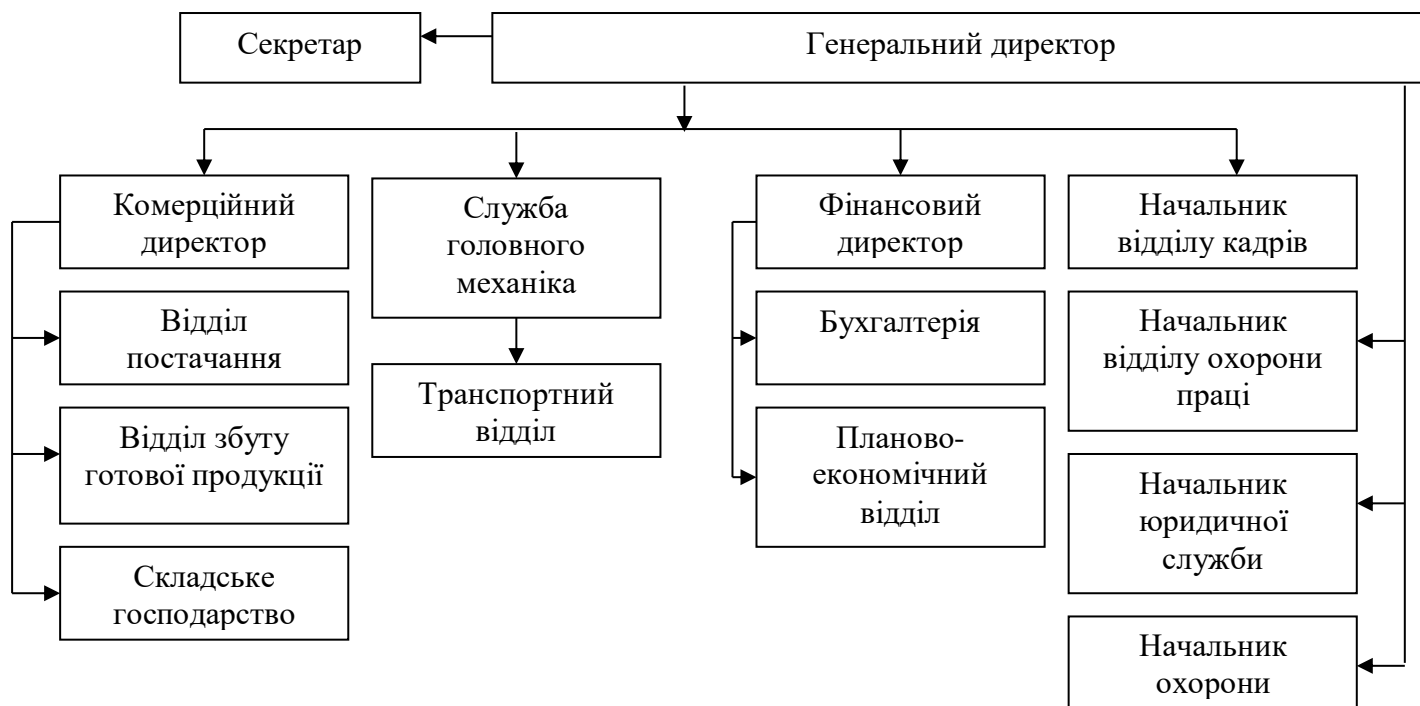 Секретар
Генеральний директор
Комерційний
директор
Служба
головного
механіка
Фінансовий
директор
Начальник
відділу кадрів
Відділ
постачання
Бухгалтерія
Начальник
відділу охорони
праці
Транспортний
відділ
Відділ збуту
готової продукції
Планово-
економічний
відділ
Начальник
юридичної
служби
Складське
господарство
Начальник
охорони